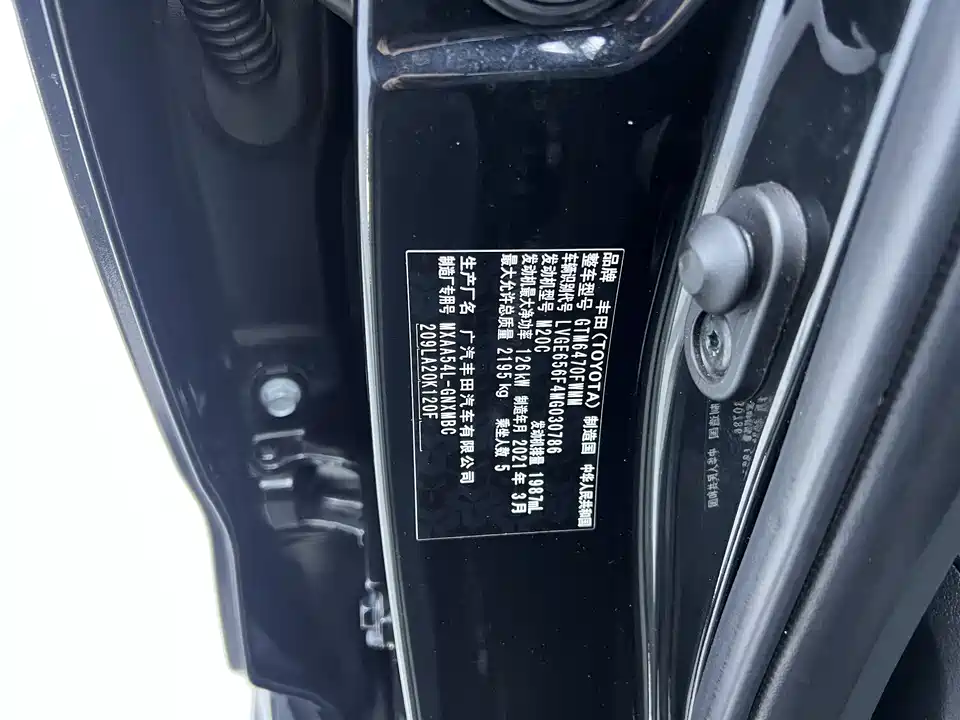 品牌 丰田(TOYOTA) 制造国 中华人民共和国
整车型号 GTM6470FWMM
车辆识别代号 LVGE656F4MG030786
发动机型号 M20C 发动机排量 1987mL
发动机最大净功率 126kW 制造年月 2021年 3月
最大允许总质量 2195kg 乘坐人数 5
生产厂名 广汽丰田汽车有限公司
制造厂专用号 MXAA54L-GNXMBC
209LA20K120F